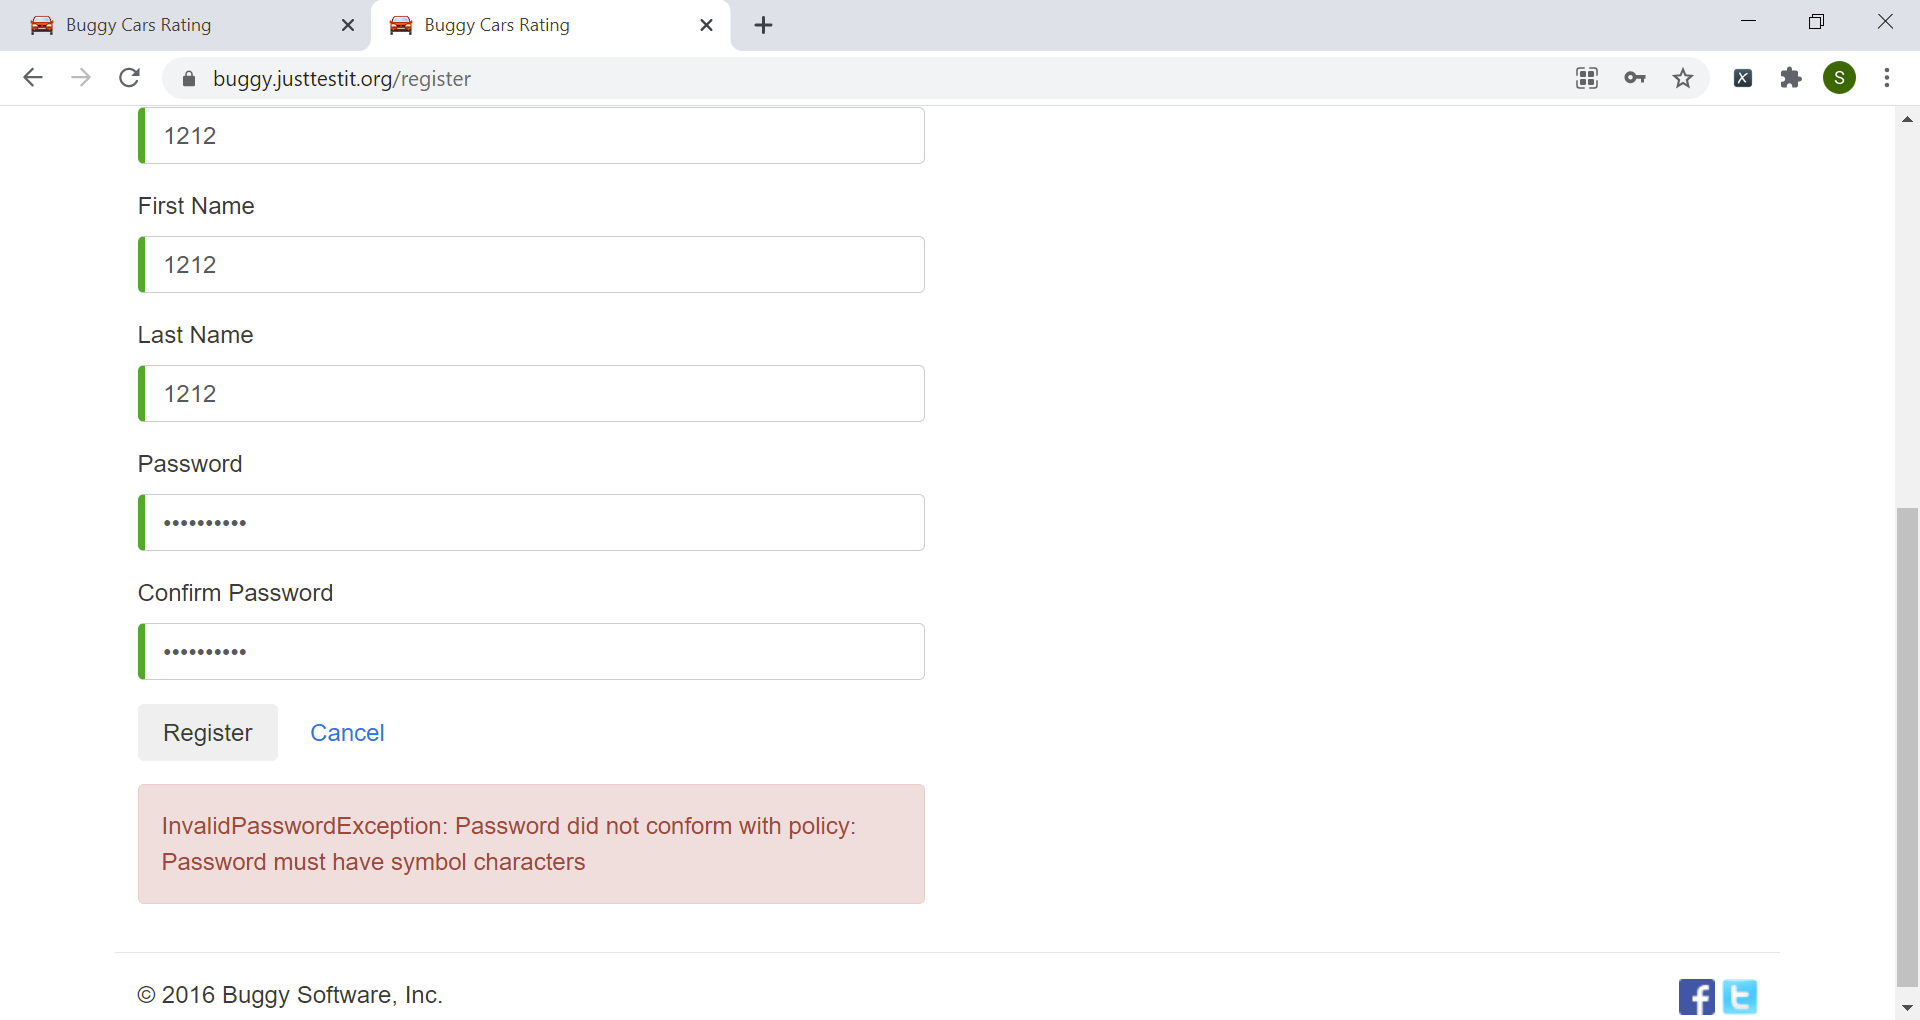 Buggy Cars Rating
Buggy Cars Rating
buggy.justtestit.org/register
X
S
1212
First Name
1212
Last Name
1212
Password
••••••••••
Confirm Password
••••••••••
Register Cancel
InvalidPasswordException: Password did not conform with policy:
Password must have symbol characters
© 2016 Buggy Software, Inc.